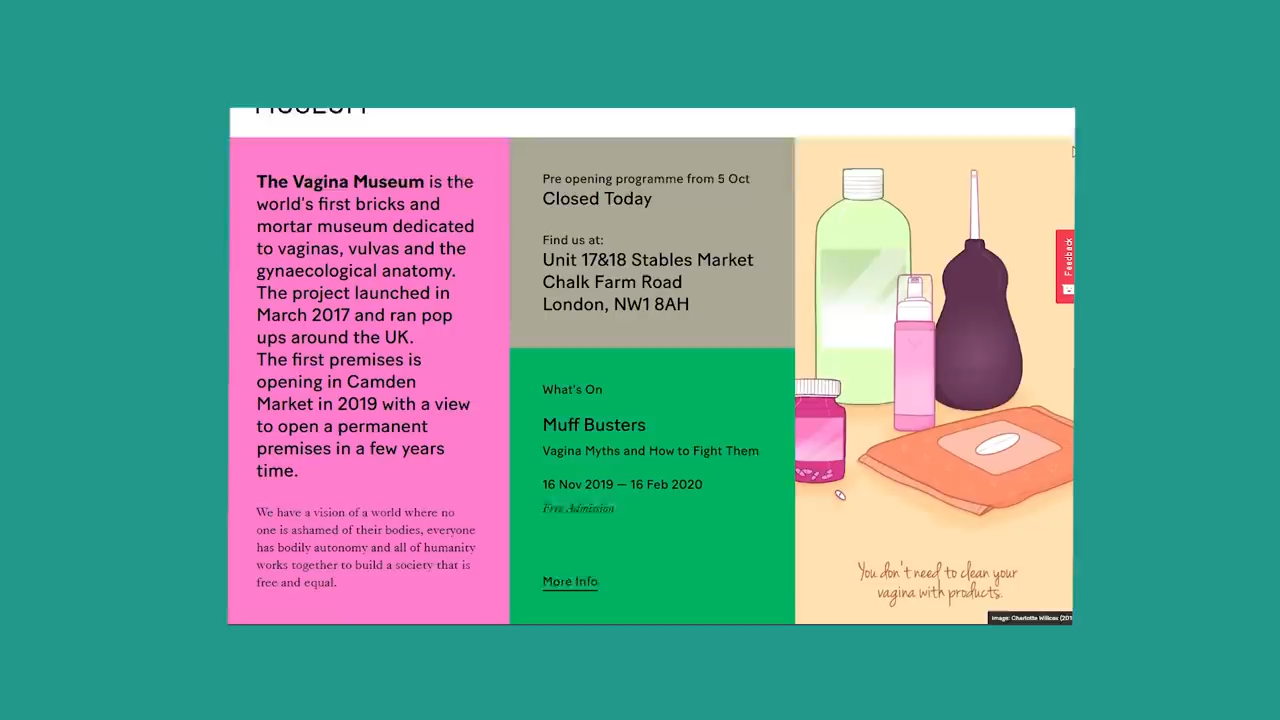 MUSEUM
The Vagina Museum is the
world's first bricks and
mortar museum dedicated
to vaginas, vulvas and the
gynaecological anatomy.
The project launched in
March 2017 and ran pop
ups around the UK.
The first premises is
opening in Camden
Market in 2019 with a view
to open a permanent
premises in a few years
time.
We have a vision of a world where no
one is ashamed of their bodies, everyone
has bodily autonomy and all of humanity
works together to build a society that is
free and equal.
Pre opening programme from 5 Oct
Closed Today
Find us at:
Unit 17&18 Stables Market
Chalk Farm Road
London, NW1 8AH
What's On
Muff Busters
Vagina Myths and How to Fight Them
16 Nov 2019 — 16 Feb 2020
Free Admission
More Info
Feedback
You don't need to clean your
vagina with products.
Image: Charlotte Willcox (201